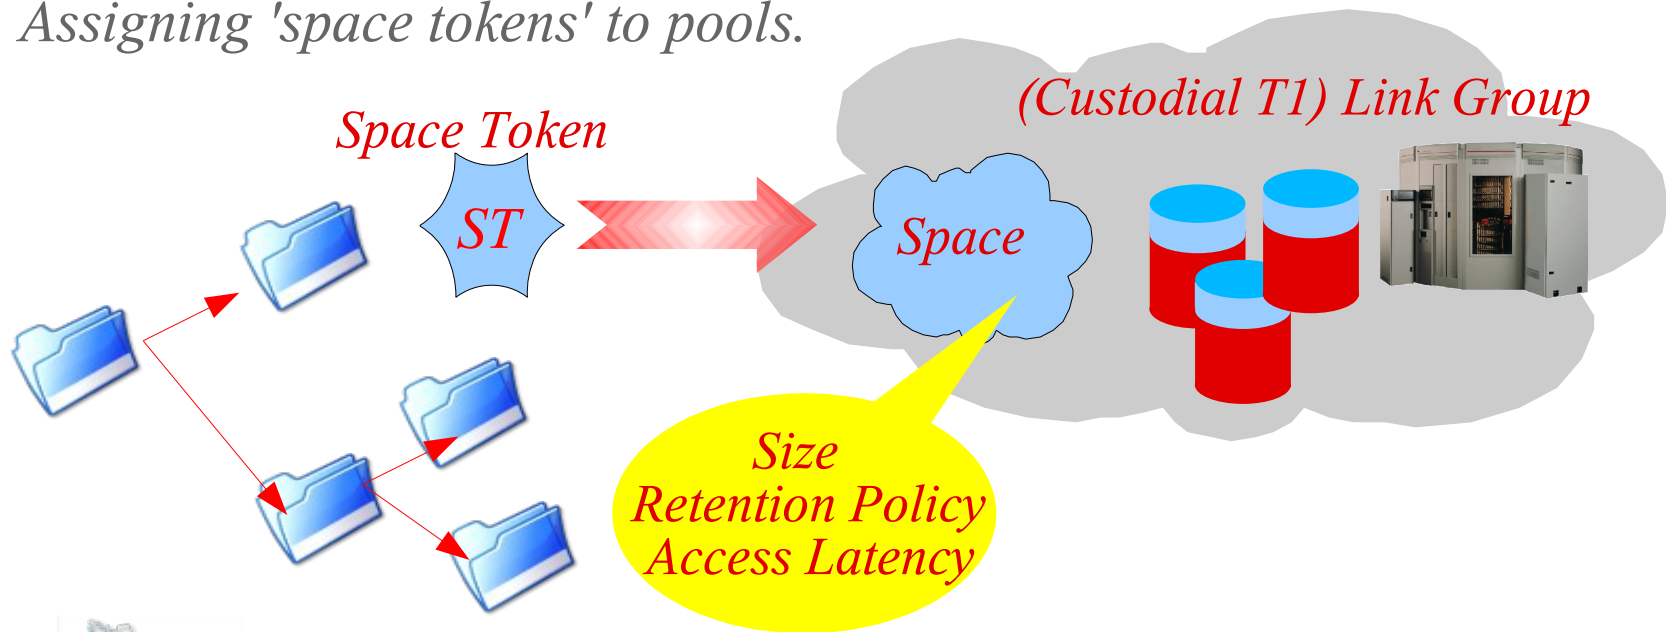 Assigning 'space tokens' to pools.
(Custodial T1) Link Group
Space Token
ST
Space
Size
Retention Policy
Access Latency